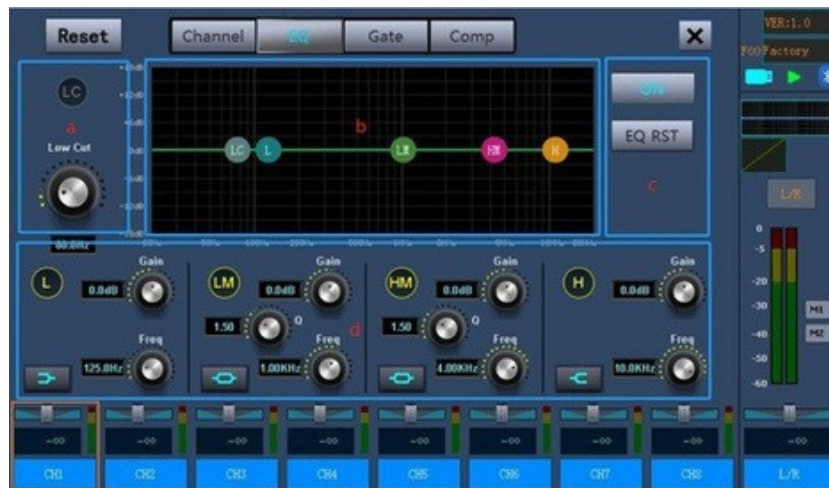 Reset
Channel
EQ
Gate
Comp
X
VER:1.0
Factory
LC
a
Low Cut
60.0Hz
b
LC
L
LM
HM
H
ON
EQ RST
c
L/R
L
Gain
0.0dB
Freq
125.0Hz
LM
Gain
0.0dB
1.50
Q
d
Freq
1.00KHz
HM
Gain
0.0dB
1.50
Q
Freq
4.00KHz
H
Gain
0.0dB
Freq
10.0KHz
0
-5
-20
-30
-40
-50
-60
M1
M2
-∞
-∞
-∞
-∞
-∞
-∞
-∞
-∞
-∞
CH1
CH2
CH3
CH4
CH5
CH6
CH7
CH8
L/R